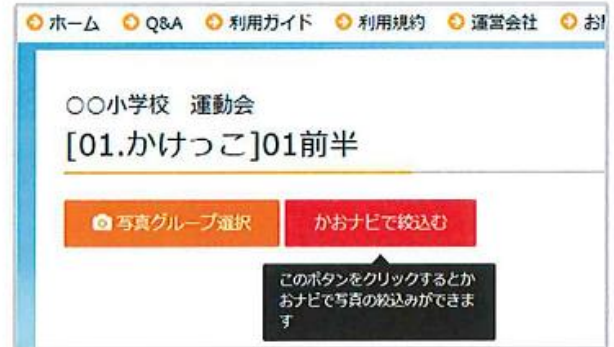 ホーム Q&A 利用ガイド 利用規約 運営会社
○○小学校 運動会
[01.かけっこ]01前半
写真グループ選択 かおナビで絞込む
このボタンをクリックするとか
おナビで写真の絞込みができま
す